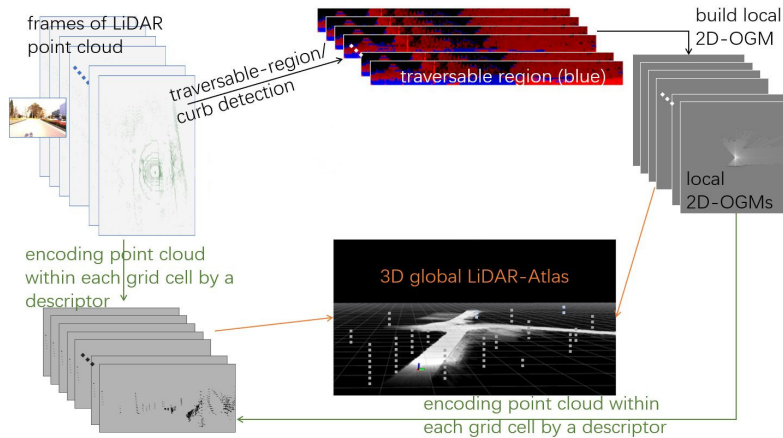 frames of LiDAR
point cloud
traversable-region/
curb detection
traversable region (blue)
build local
2D-OGM
local
2D-OGMs
encoding point cloud
within each grid cell by a
descriptor
3D global LiDAR-Atlas
encoding point cloud within
each grid cell by a descriptor